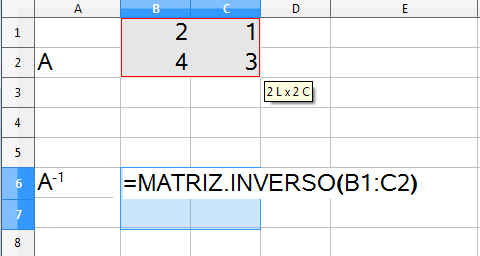 A B C D E
1 2 1
2 A 4 3
3 2 L x 2 C
4
5
6 A-1 =MATRIZ.INVERSO(B1:C2)
7
8